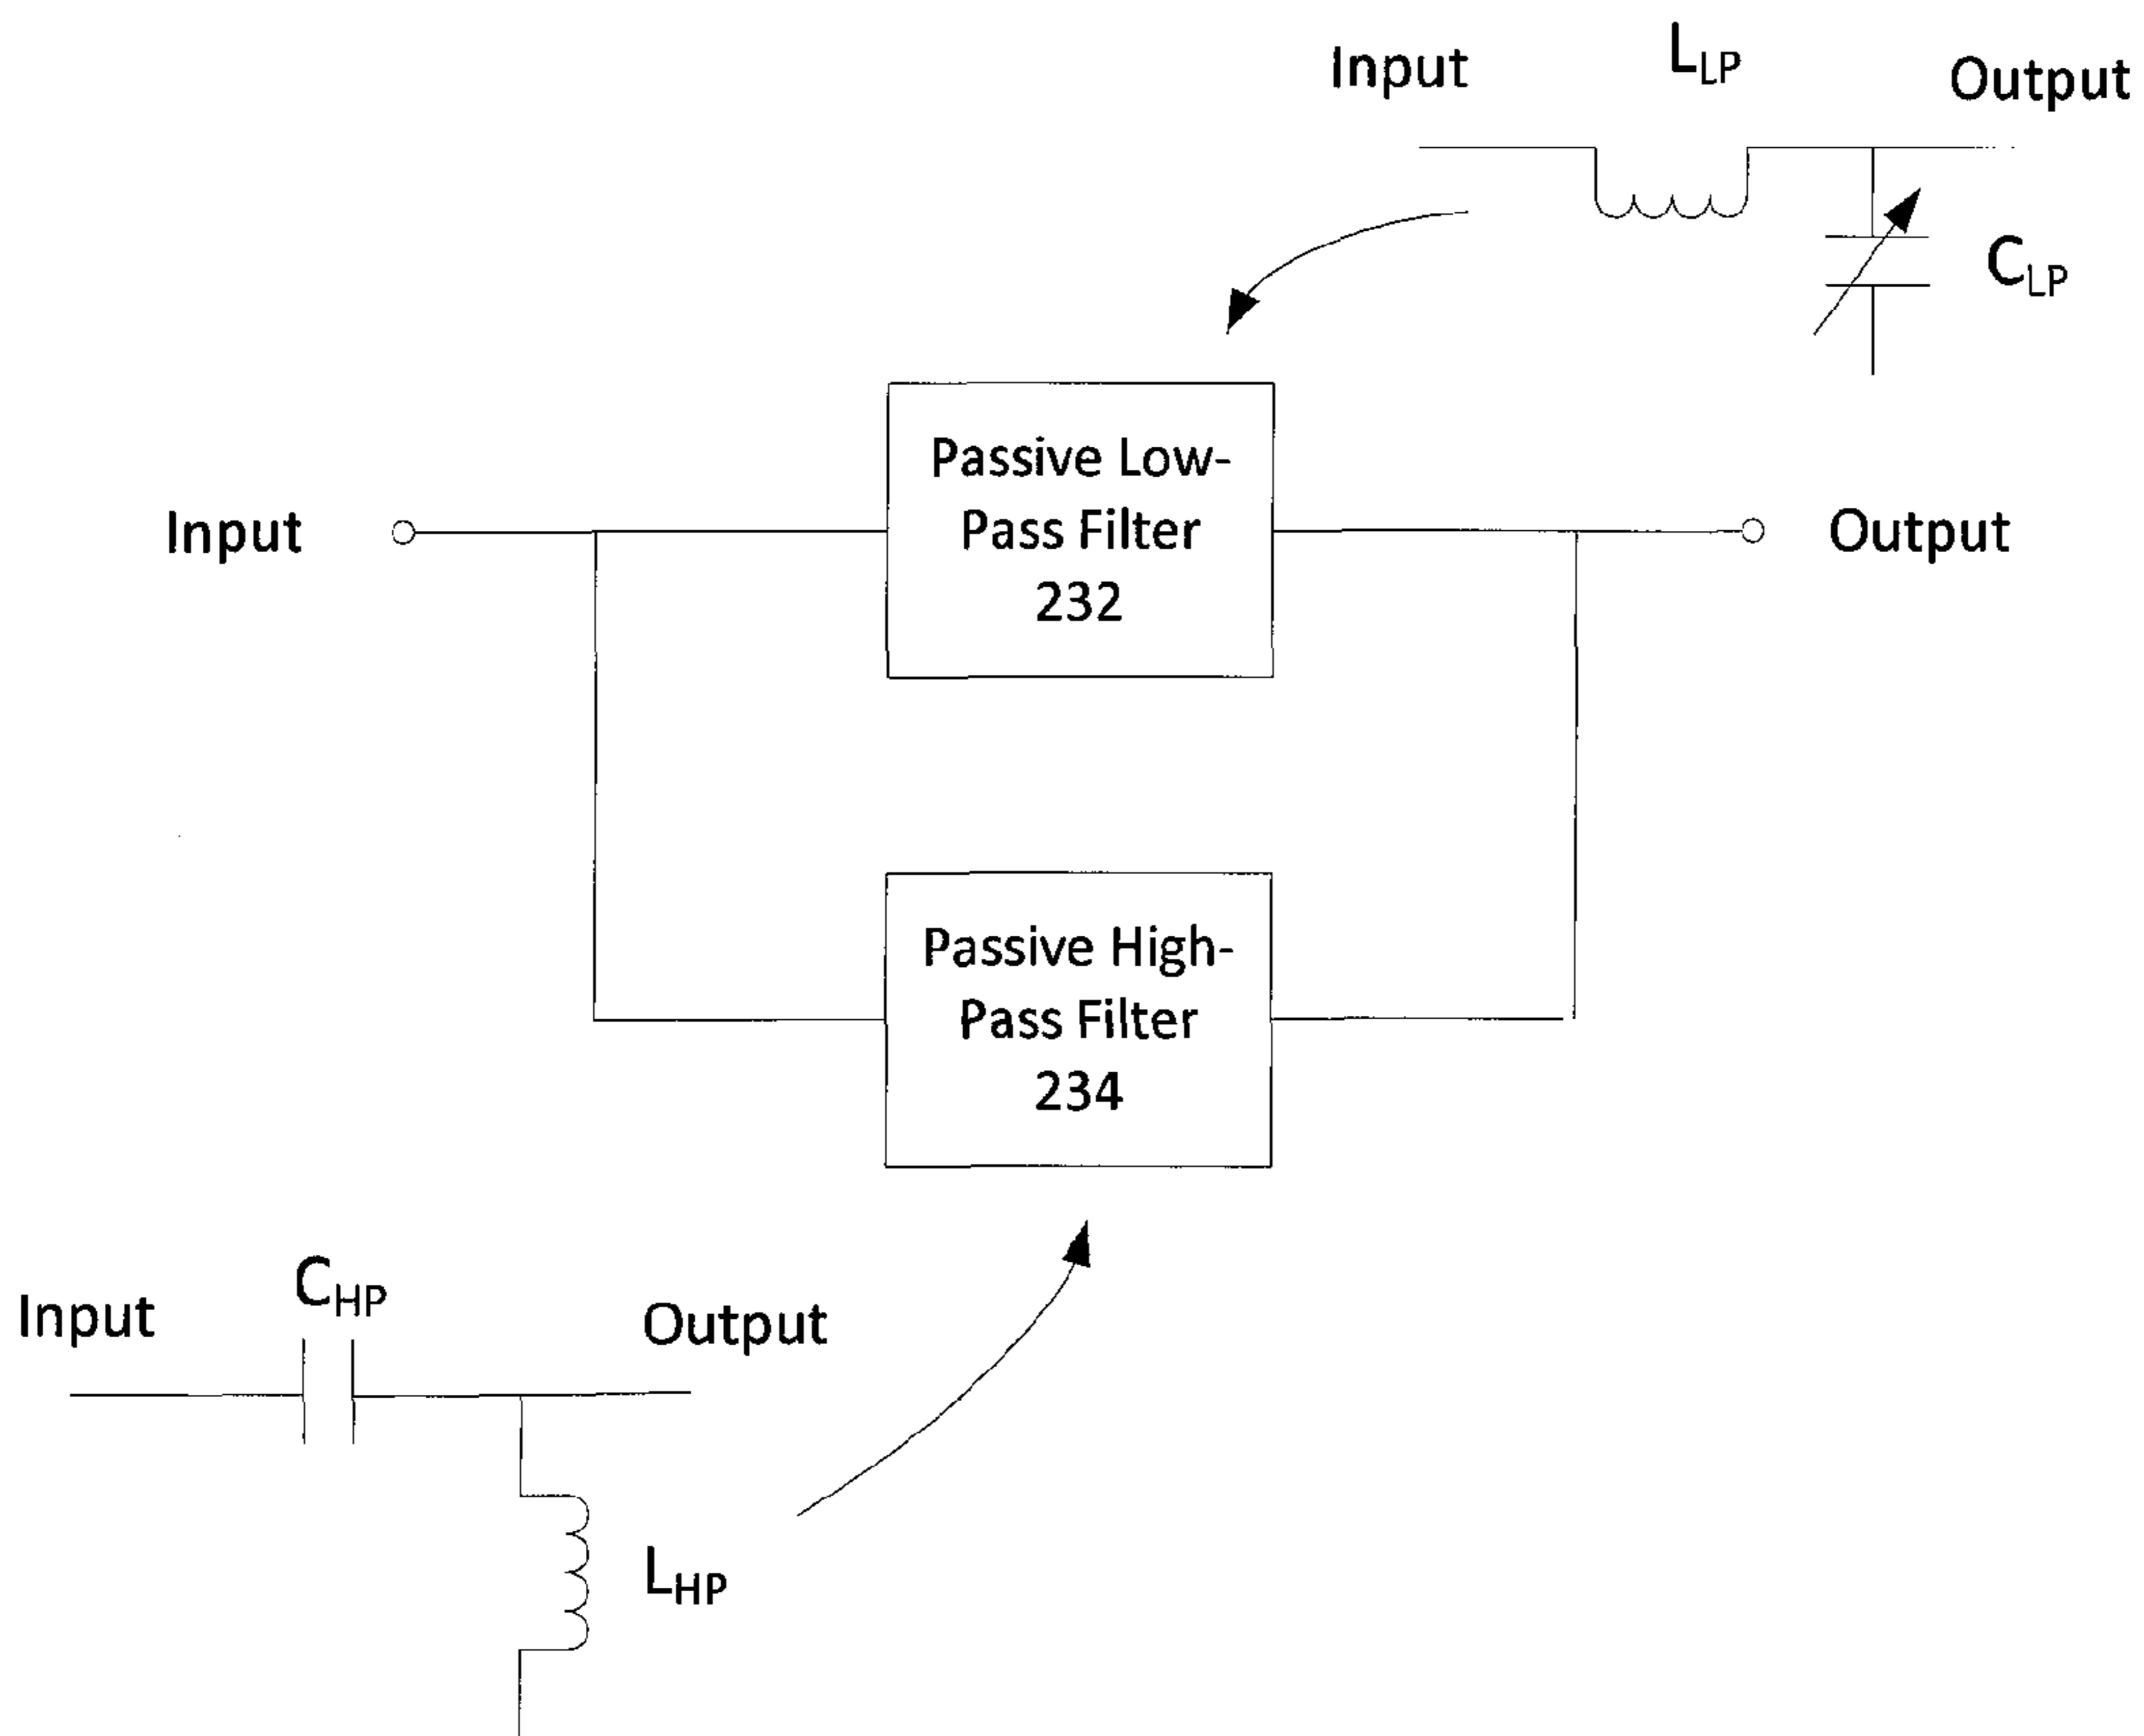 Input
L_LP
Output
C_LP
Passive Low-
Pass Filter
232
Input
Output
Passive High-
Pass Filter
234
Input
C_HP
Output
L_HP